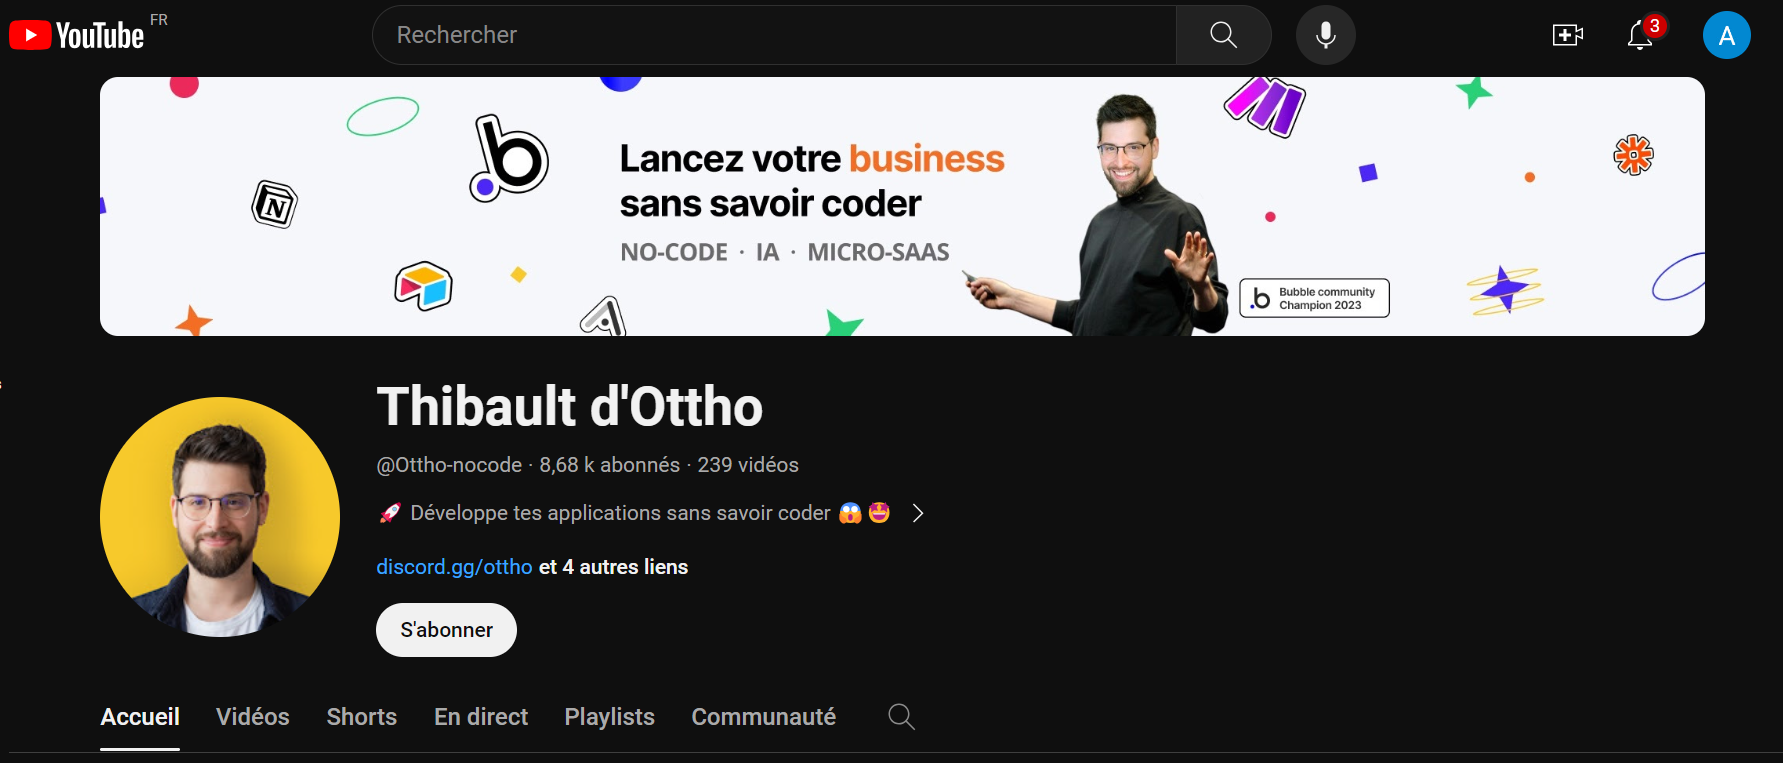 YouTube FR
Rechercher
3
A
Lancez votre business
sans savoir coder
NO-CODE · IA · MICRO-SAAS
b
N
.b Bubble community
Champion 2023
Thibault d'Ottho
@Ottho-nocode · 8,68 k abonnés · 239 vidéos
🚀 Développe tes applications sans savoir coder 😱🤩
discord.gg/ottho et 4 autres liens
S'abonner
Accueil Vidéos Shorts En direct Playlists Communauté